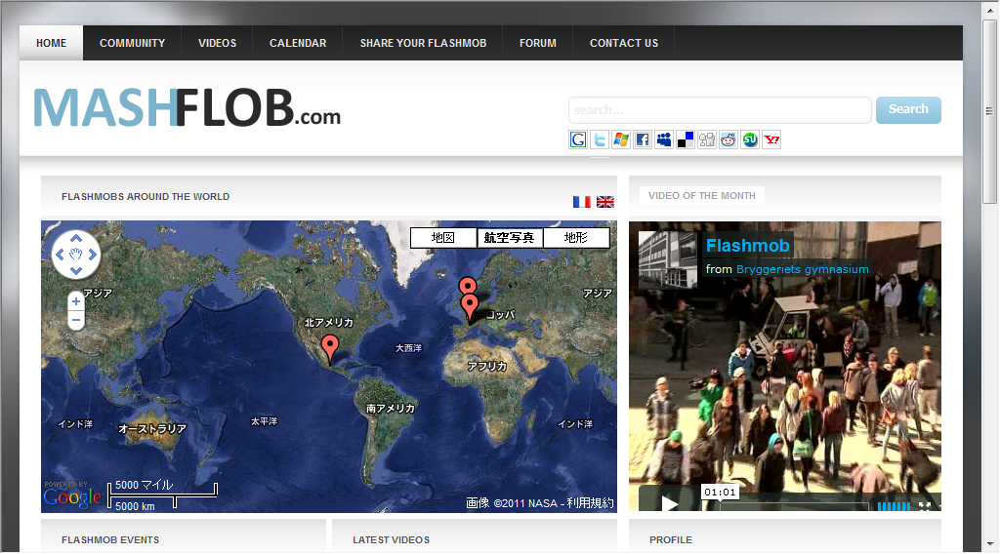 HOME COMMUNITY VIDEOS CALENDAR SHARE YOUR FLASHMOB FORUM CONTACT US
MASHFLOB.com
search... Search
FLASHMOBS AROUND THE WORLD
地図 航空写真 地形
アジア
アジア
北アメリカ
ヨーロッパ
大西洋
アフリカ
南アメリカ
インド洋
オーストラリア
太平洋
インド洋
POWERED BY
Google
5000 マイル
5000 km
画像 ©2011 NASA - 利用規約
VIDEO OF THE MONTH
Flashmob
from Bryggeriets gymnasium
01:01
FLASHMOB EVENTS
LATEST VIDEOS
PROFILE